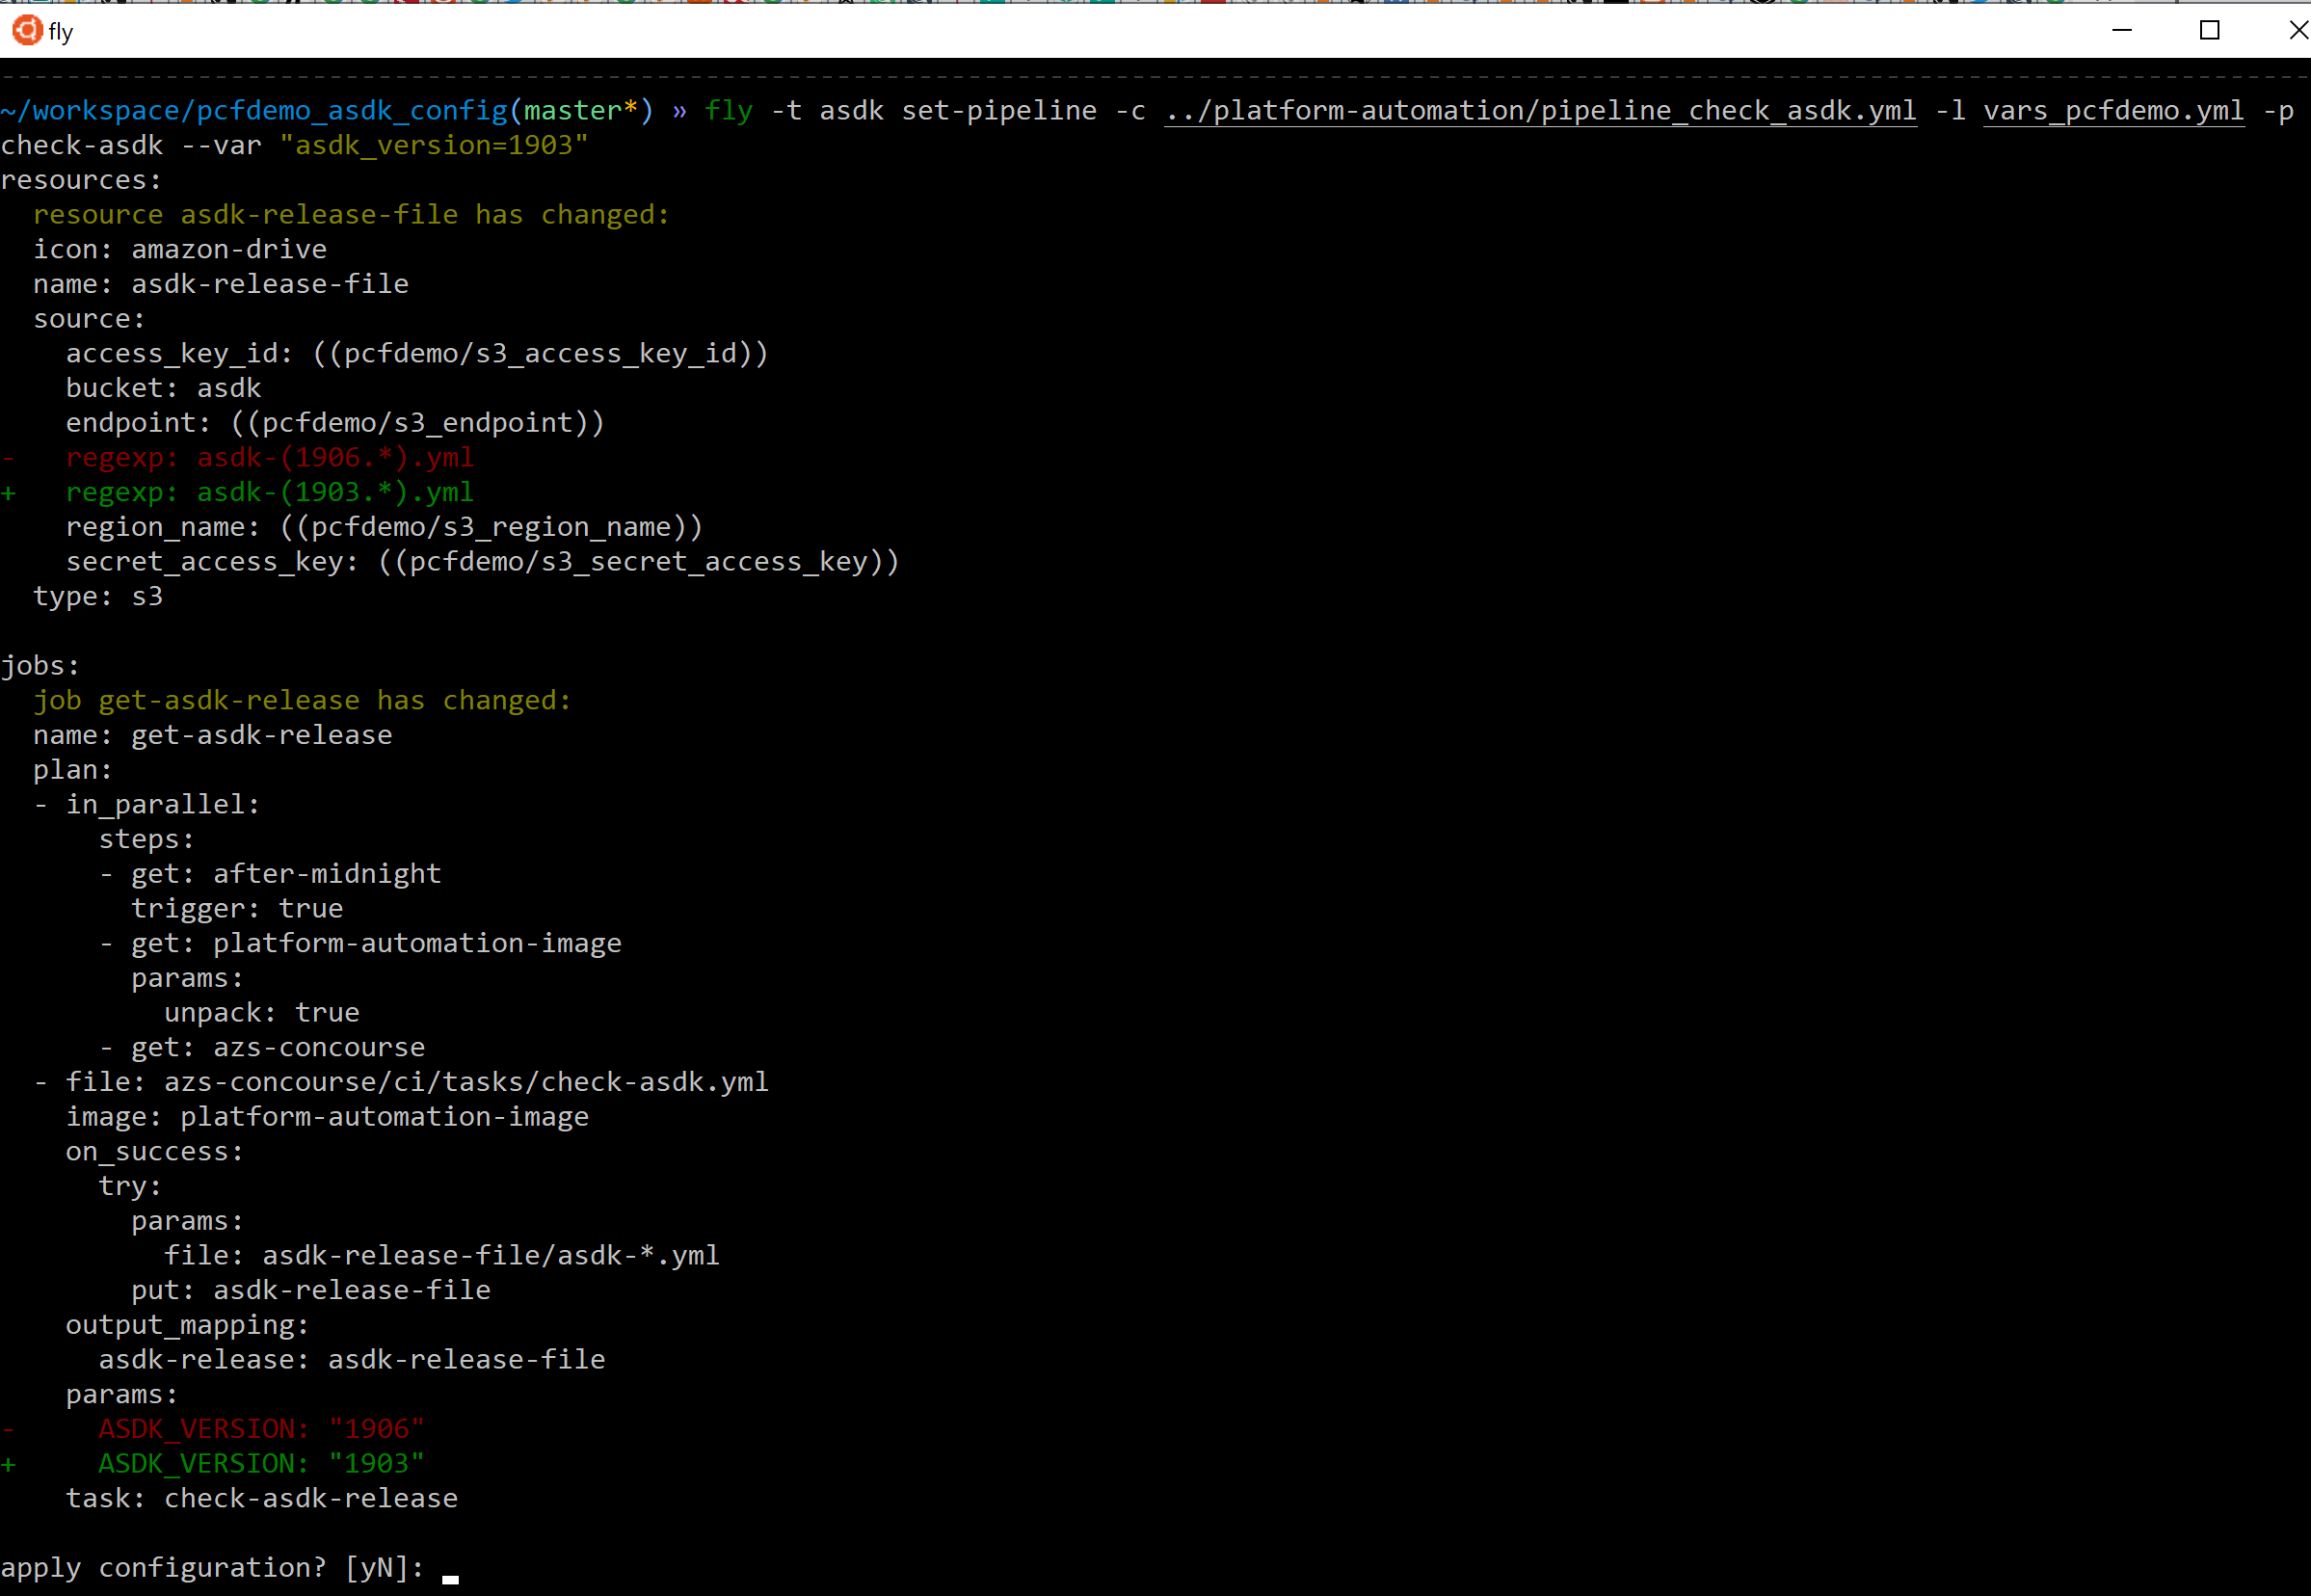 fly
~/workspace/pcfdemo_asdk_config(master*) » fly -t asdk set-pipeline -c ../platform-automation/pipeline_check_asdk.yml -l vars_pcfdemo.yml -p
check-asdk --var "asdk_version=1903"
resources:
  resource asdk-release-file has changed:
  icon: amazon-drive
  name: asdk-release-file
  source:
    access_key_id: ((pcfdemo/s3_access_key_id))
    bucket: asdk
    endpoint: ((pcfdemo/s3_endpoint))
-   regexp: asdk-(1906.*).yml
+   regexp: asdk-(1903.*).yml
    region_name: ((pcfdemo/s3_region_name))
    secret_access_key: ((pcfdemo/s3_secret_access_key))
  type: s3

jobs:
  job get-asdk-release has changed:
  name: get-asdk-release
  plan:
  - in_parallel:
      steps:
      - get: after-midnight
        trigger: true
      - get: platform-automation-image
        params:
          unpack: true
      - get: azs-concourse
  - file: azs-concourse/ci/tasks/check-asdk.yml
    image: platform-automation-image
    on_success:
      try:
        params:
          file: asdk-release-file/asdk-*.yml
        put: asdk-release-file
    output_mapping:
      asdk-release: asdk-release-file
    params:
-     ASDK_VERSION: "1906"
+     ASDK_VERSION: "1903"
    task: check-asdk-release

apply configuration? [yN]: